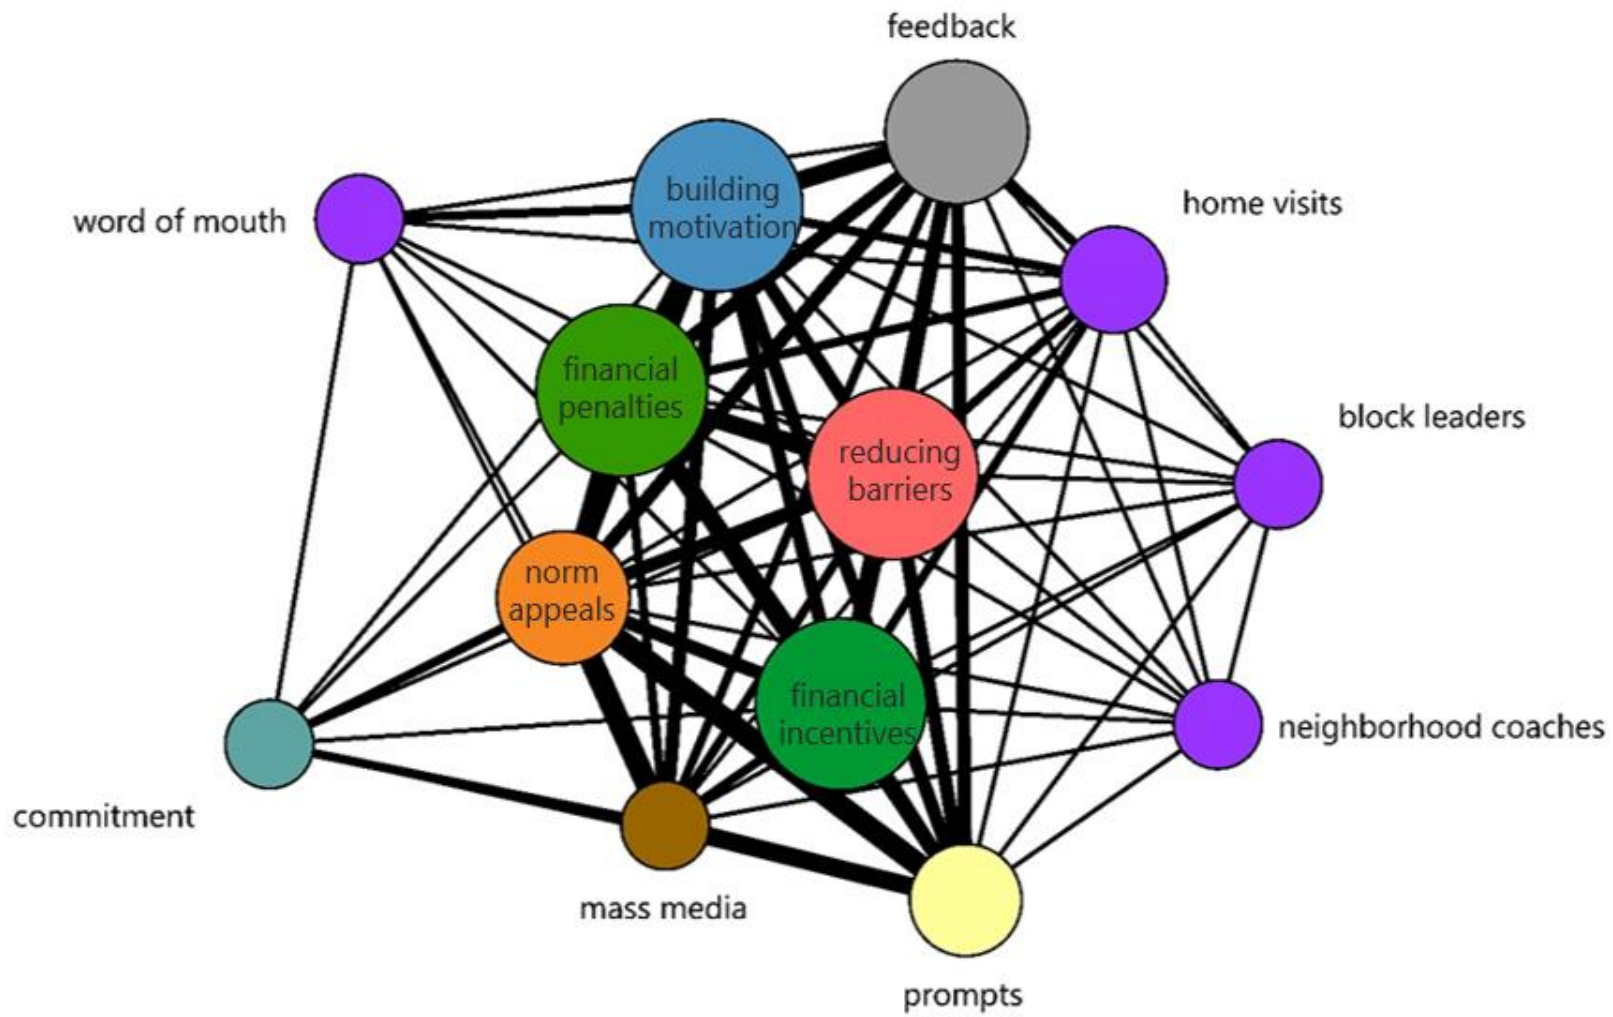 feedback
building
motivation
home visits
word of mouth
financial
penalties
block leaders
reducing
barriers
norm
appeals
financial
incentives
neighborhood coaches
commitment
mass media
prompts